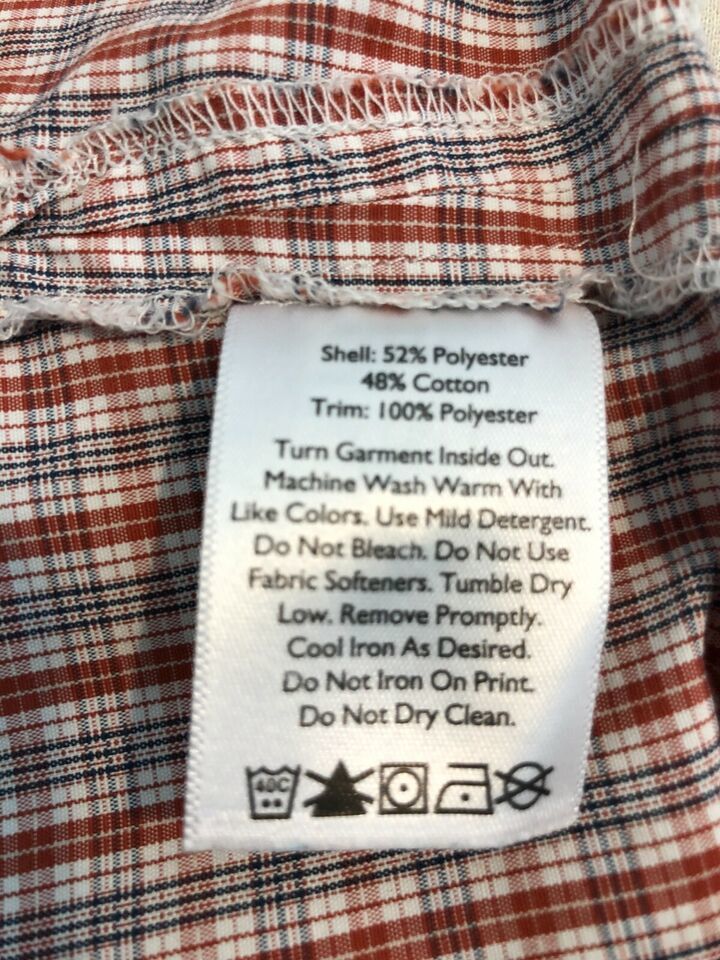 Shell: 52% Polyester
48% Cotton
Trim: 100% Polyester
Turn Garment Inside Out.
Machine Wash Warm With
Like Colors. Use Mild Detergent.
Do Not Bleach. Do Not Use
Fabric Softeners. Tumble Dry
Low. Remove Promptly.
Cool Iron As Desired.
Do Not Iron On Print.
Do Not Dry Clean.
40C